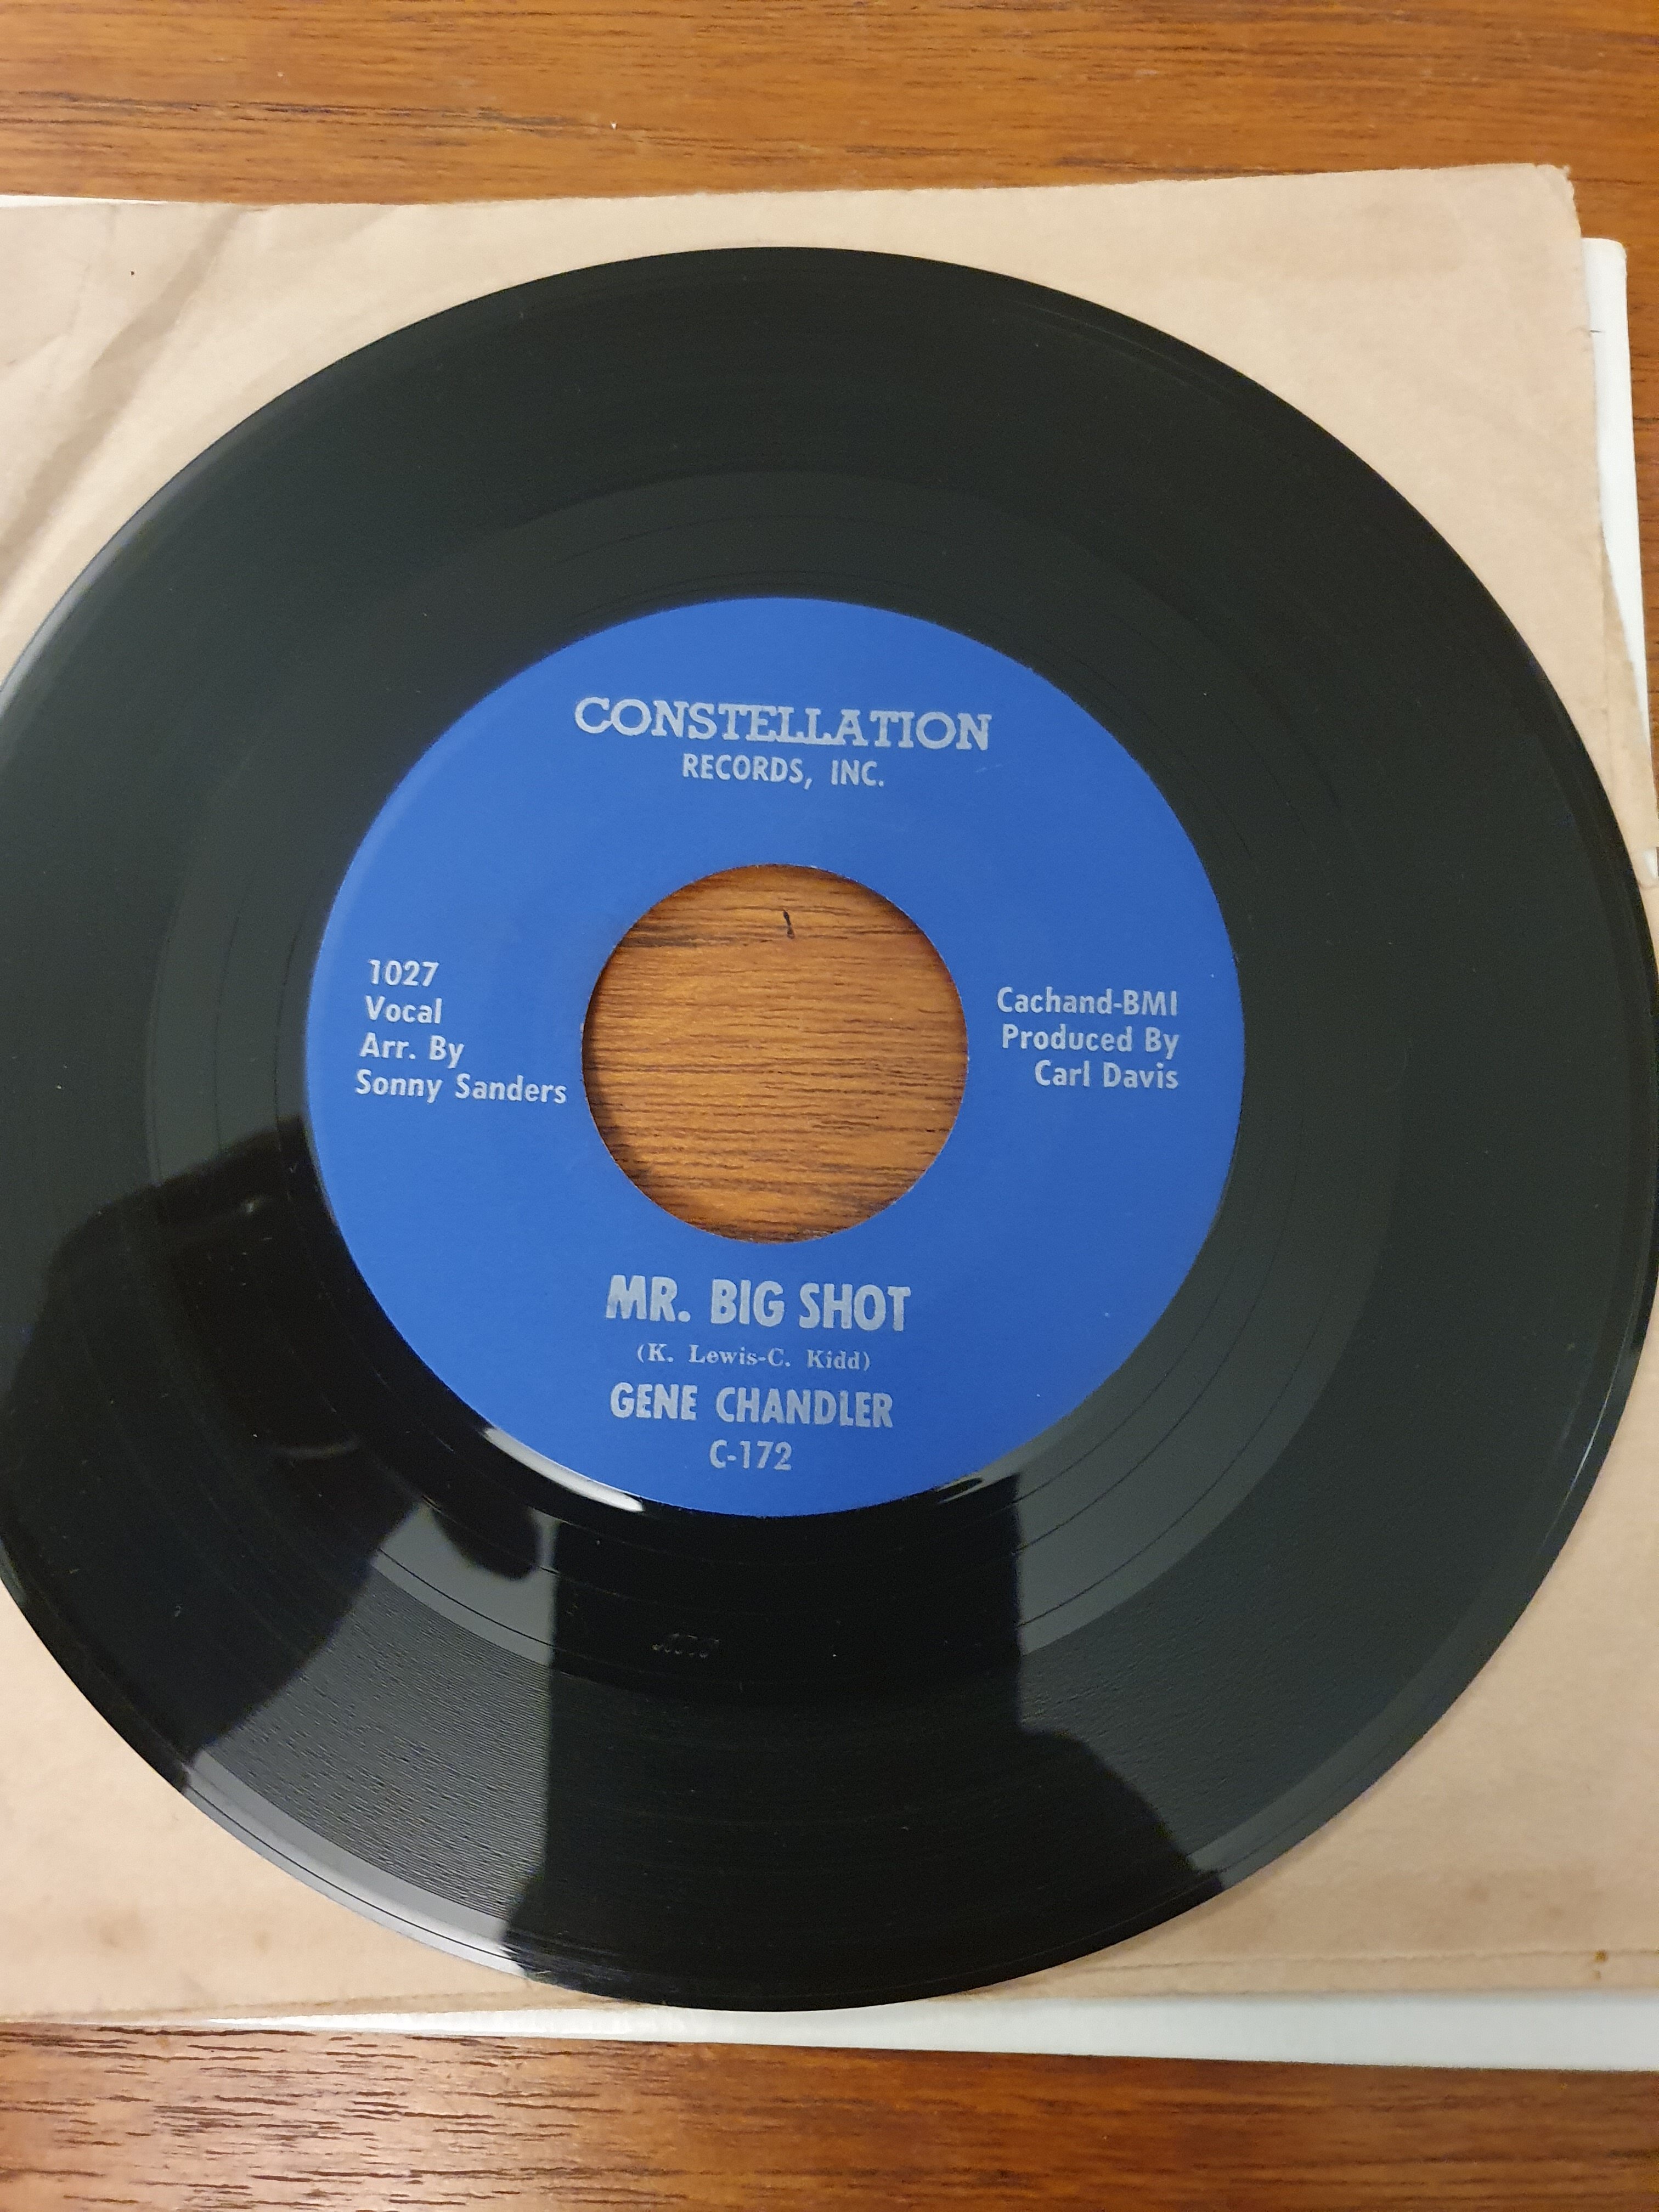 CONSTELLATION
RECORDS, INC.
1027
Vocal
Arr. By
Sonny Sanders
Cachand-BMI
Produced By
Carl Davis
MR. BIG SHOT
(K. Lewis-C. Kidd)
GENE CHANDLER
C-172